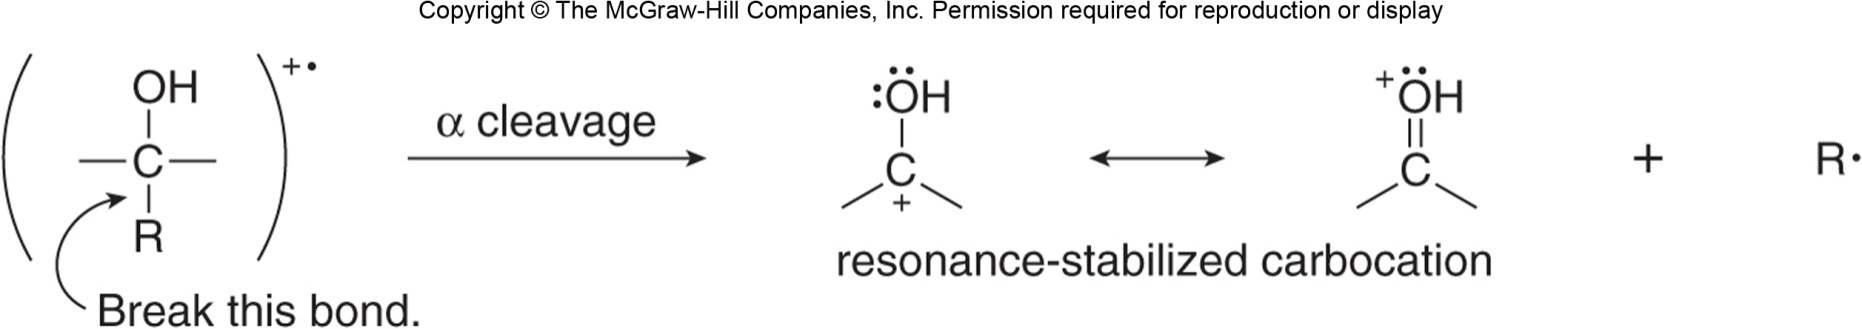 Copyright © The McGraw-Hill Companies, Inc. Permission required for reproduction or display
+•
OH
C
R
Break this bond.
α cleavage
:ÖH
C
+
+ÖH
C
resonance-stabilized carbocation
+
R•